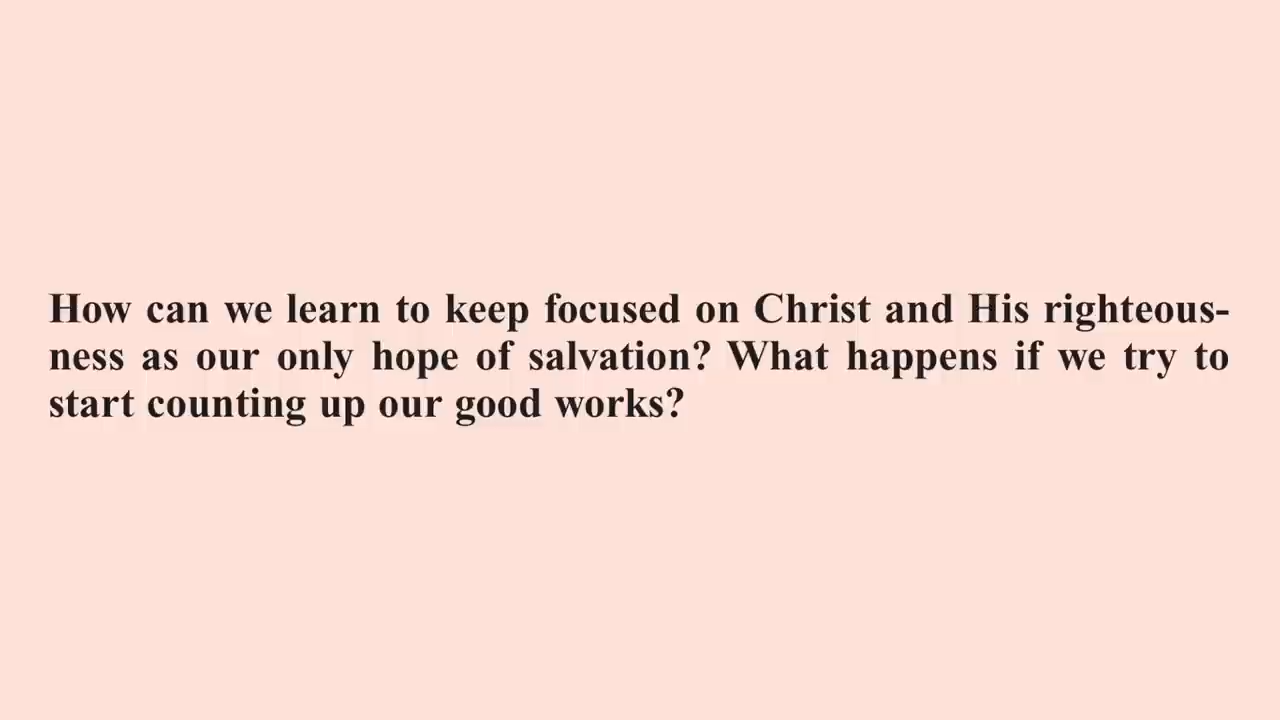 How can we learn to keep focused on Christ and His righteous-
ness as our only hope of salvation? What happens if we try to
start counting up our good works?